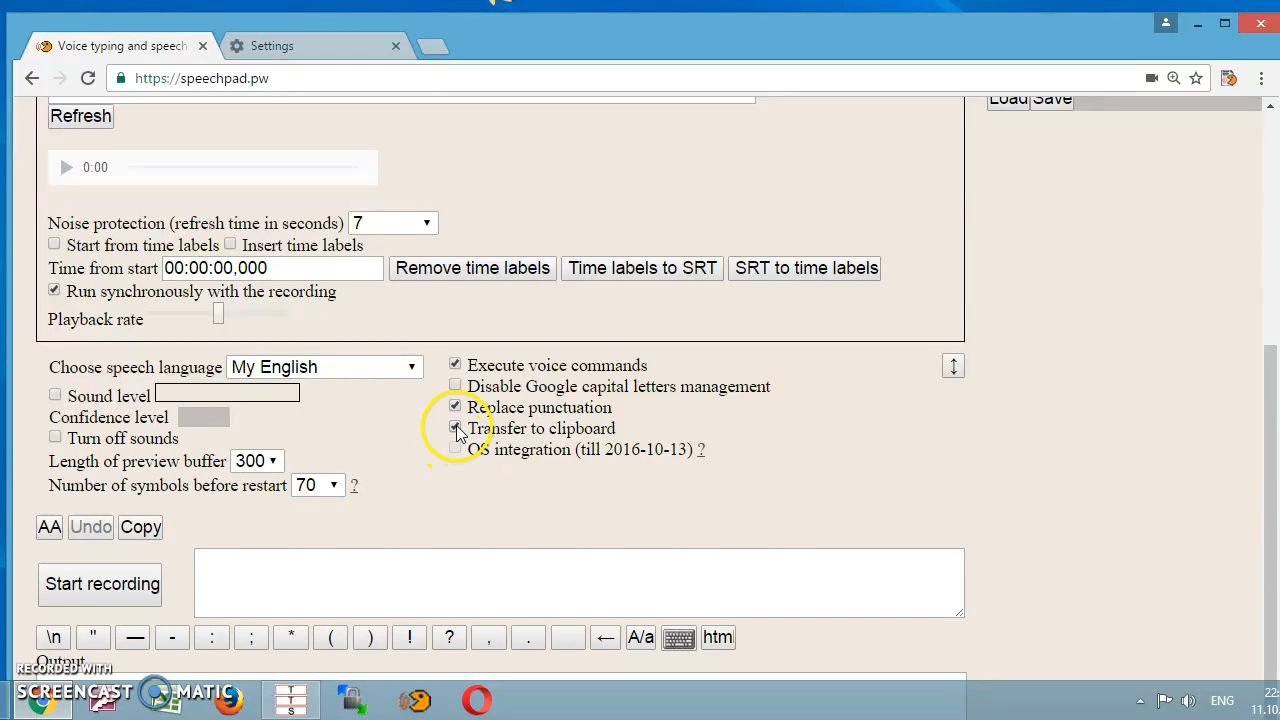 Voice typing and speech
Settings
https://speechpad.pw
Load Save
Refresh
0:00
Noise protection (refresh time in seconds) 7
Start from time labels Insert time labels
Time from start 00:00:00,000 Remove time labels Time labels to SRT SRT to time labels
Run synchronously with the recording
Playback rate
Choose speech language My English
Execute voice commands
Sound level
Disable Google capital letters management
Confidence level
Replace punctuation
Turn off sounds
Transfer to clipboard
Length of preview buffer 300
OS integration (till 2016-10-13) ?
Number of symbols before restart 70 ?
AA Undo Copy
Start recording
\n " — - : ; * ( ) ! ? , . ← A/a htm
Output
RECORDED WITH
SCREENCAST MATIC
T
T
S
ENG
22:
11.10.